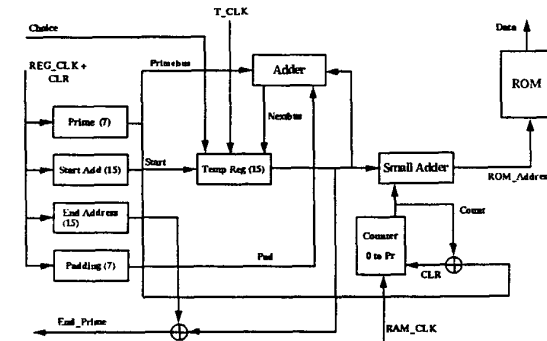 T_CLK
Choice
Data
REG_CLK +
CLR
Primebus
Adder
ROM
Prime (7)
Nextbus
Start Add (15)
Start
Temp Reg (15)
Small Adder
ROM_Address
End Address
(15)
Count
Counter
0 to Pr
Padding (7)
Pad
CLR
End_Prime
RAM_CLK